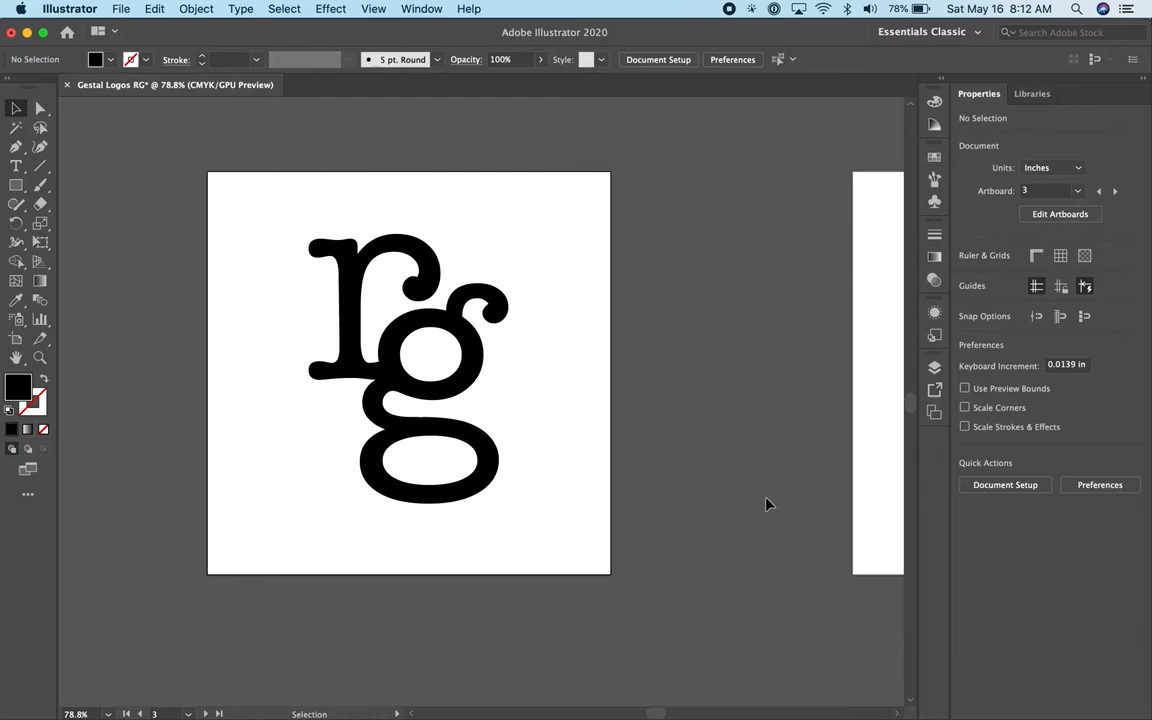 Illustrator File Edit Object Type Select Effect View Window Help 78% Sat May 16 8:12 AM
Adobe Illustrator 2020 Essentials Classic Search Adobe Stock
No Selection Stroke: 5 pt. Round Opacity: 100% Style: Document Setup Preferences
× Gestal Logos RG* @ 78.8% (CMYK/GPU Preview)
Properties Libraries
No Selection
Document
Units: Inches
Artboard: 3
Edit Artboards
Ruler & Grids
Guides
Snap Options
Preferences
Keyboard Increment: 0.0139 in
Use Preview Bounds
Scale Corners
Scale Strokes & Effects
Quick Actions
Document Setup Preferences
rg
78.8% 3 Selection